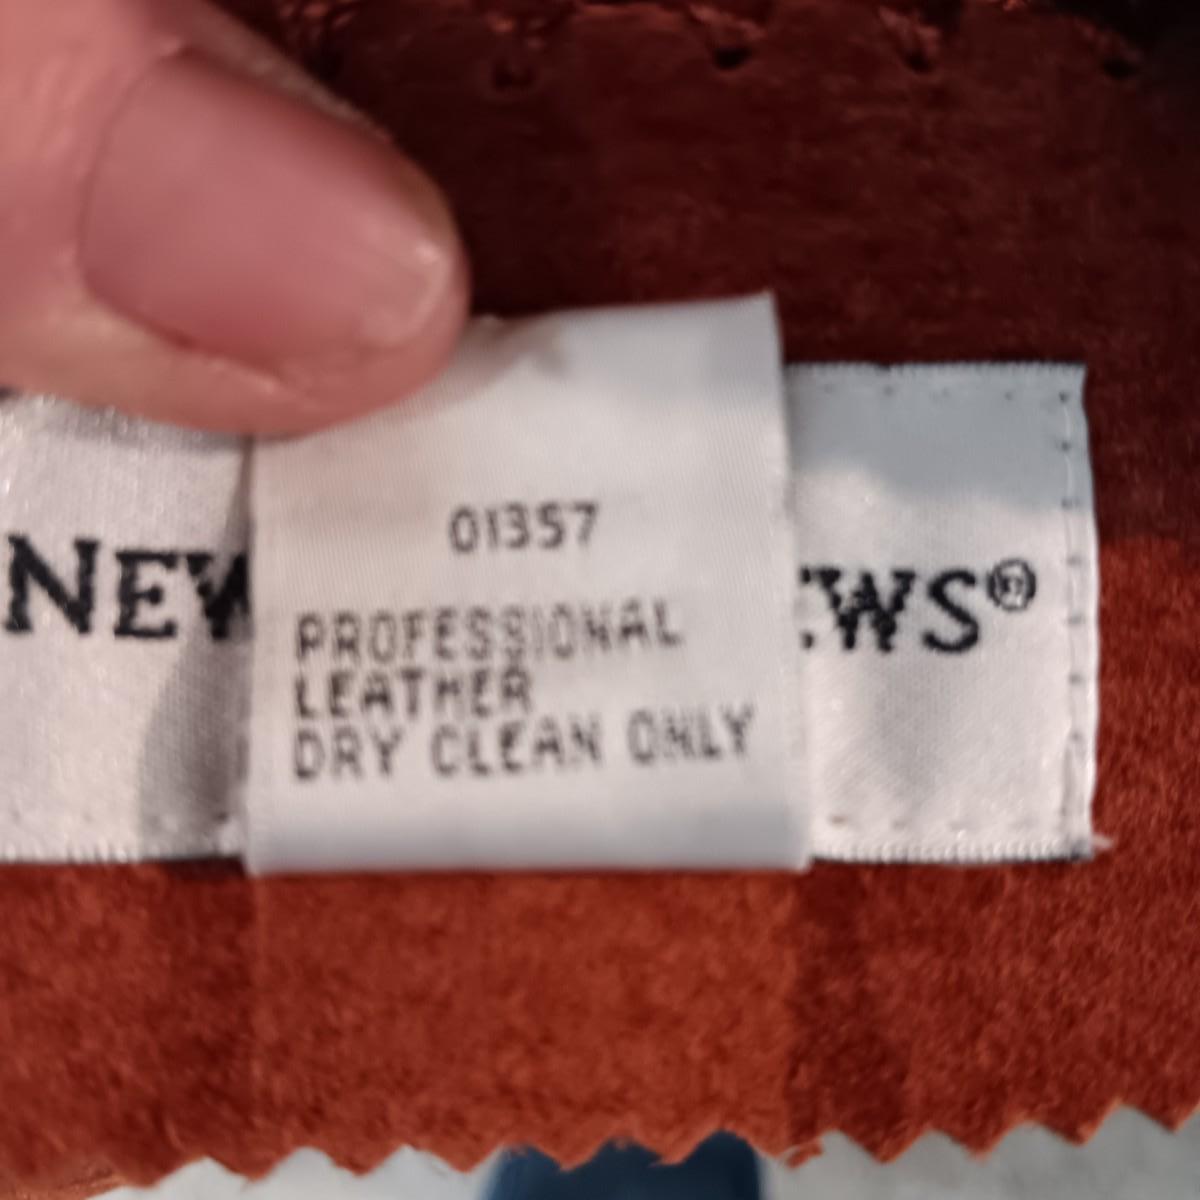 01357
NEW EWS®
PROFESSIONAL
LEATHER
DRY CLEAN ONLY